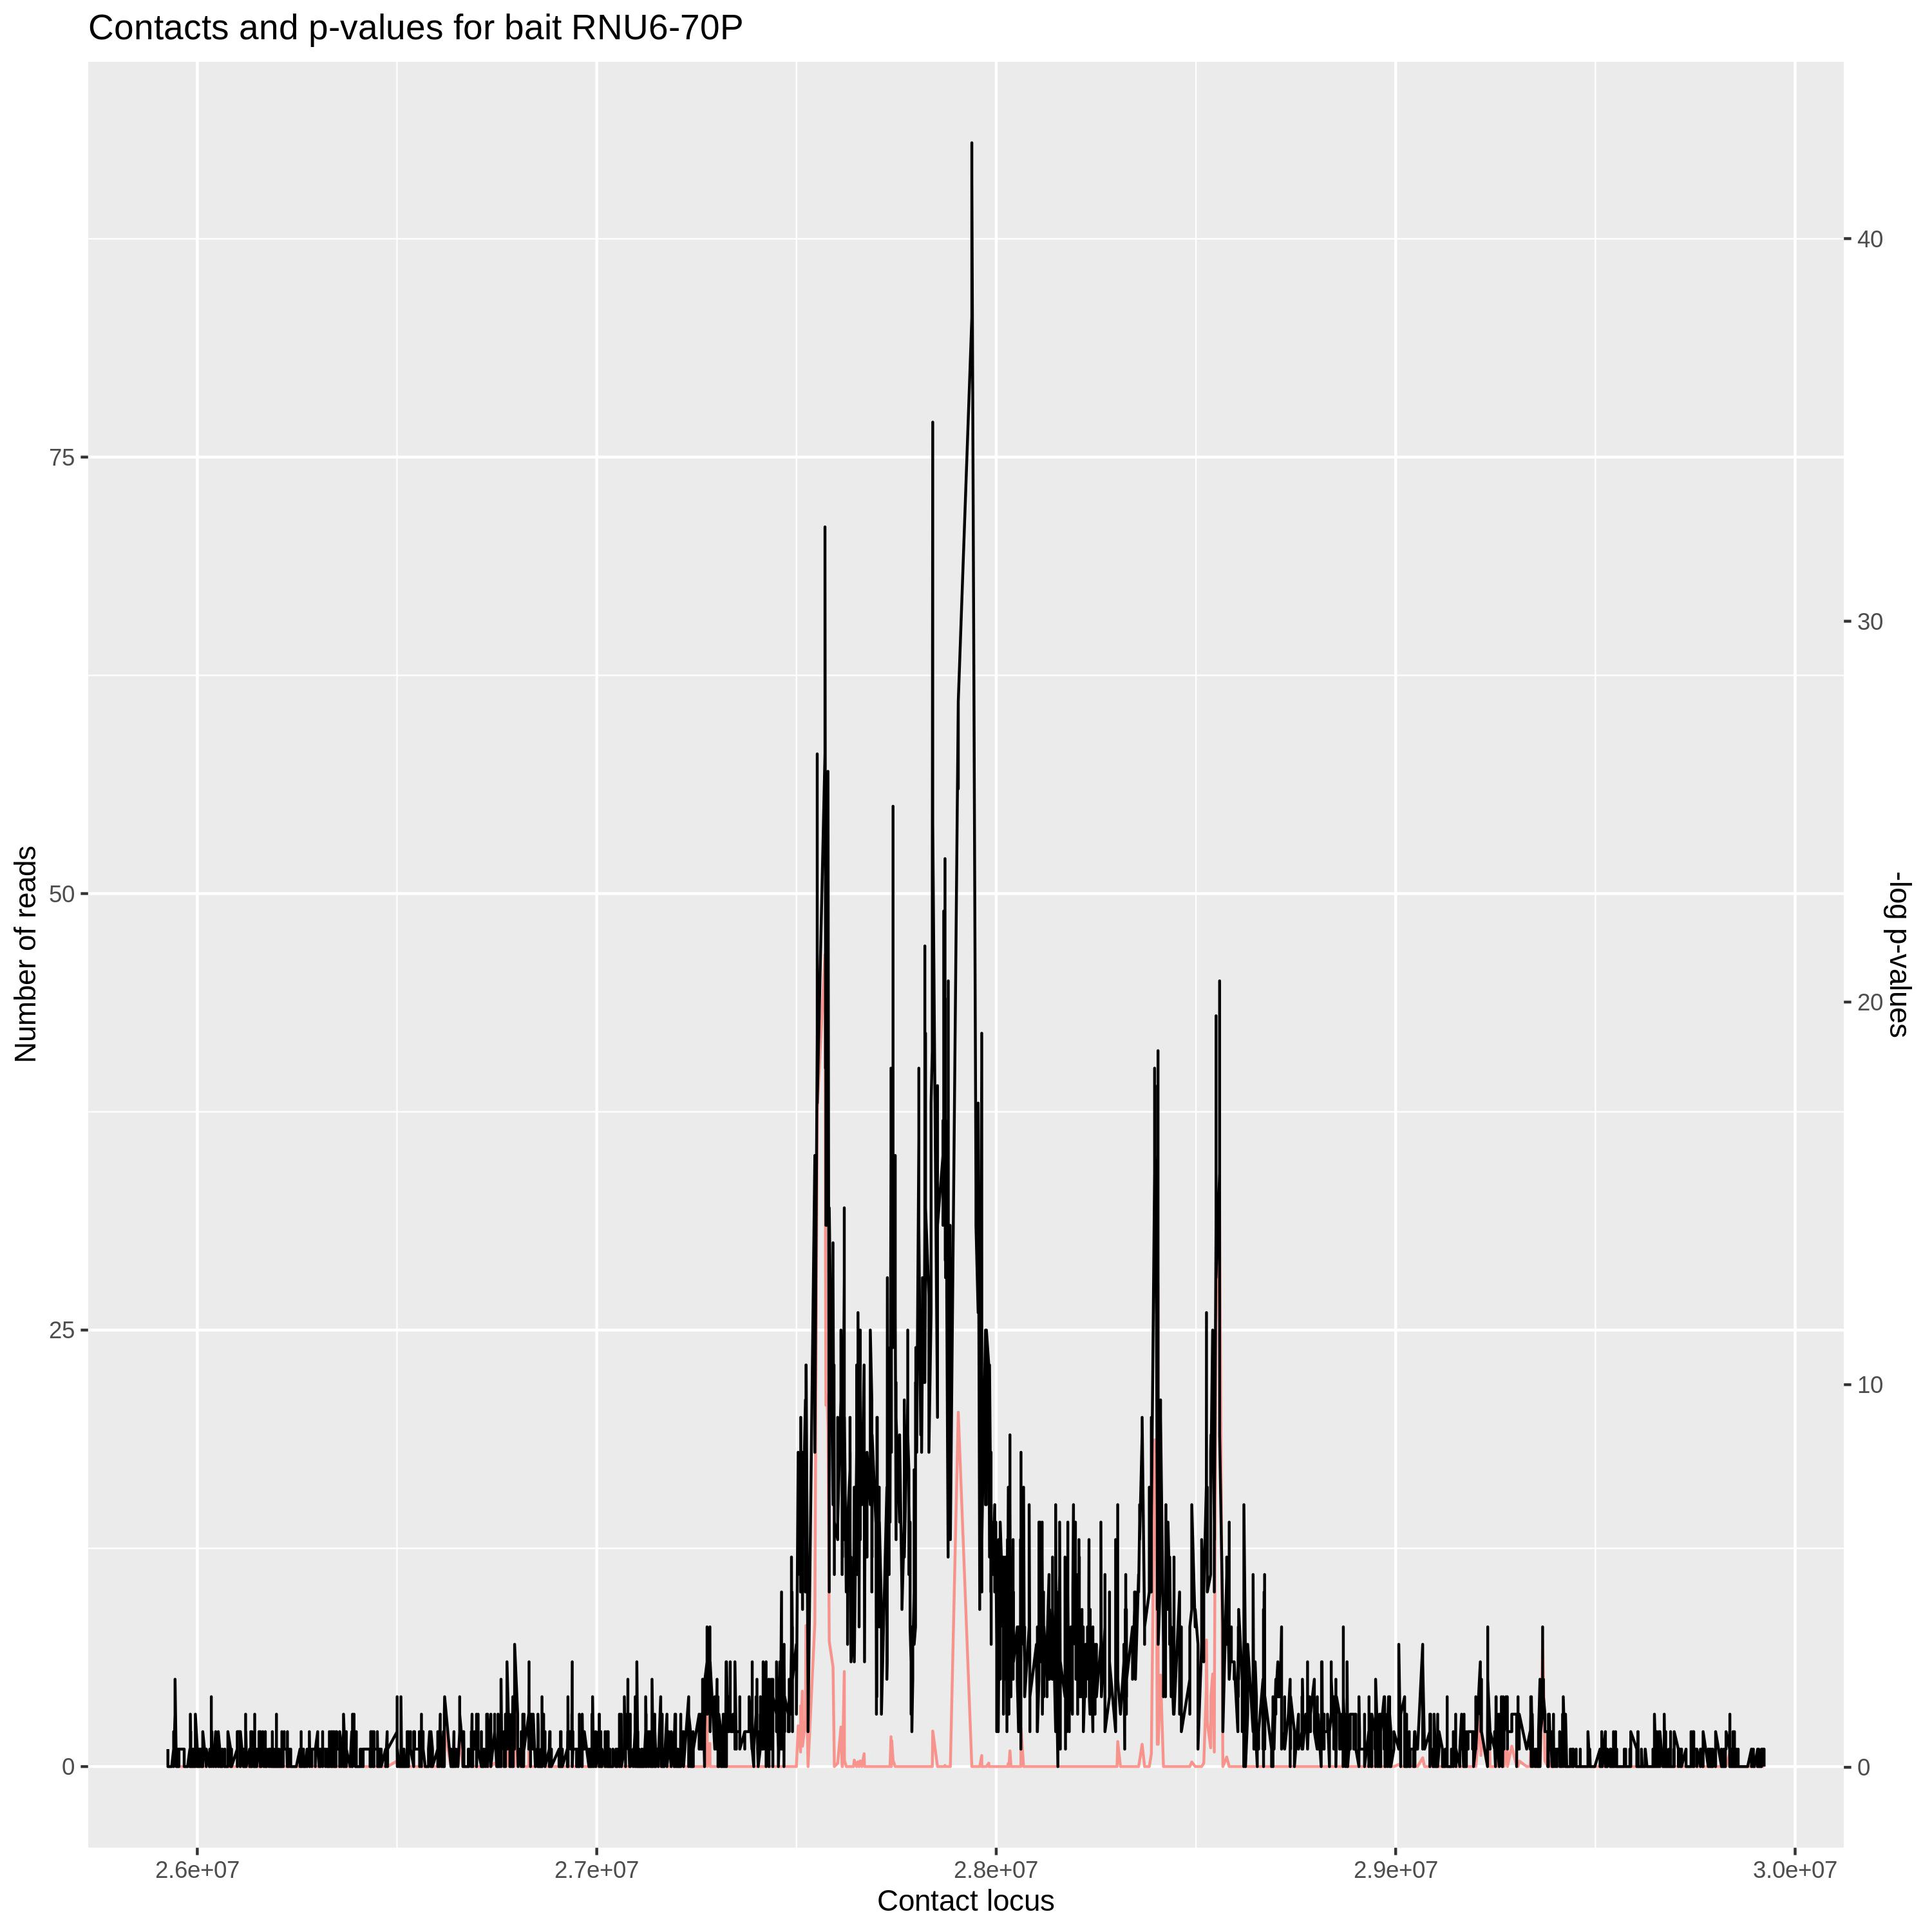 Contacts and p-values for bait RNU6-70P
75
50
25
0
Number of reads
40
30
20
10
0
-log p-values
2.6e+07
2.7e+07
2.8e+07
2.9e+07
3.0e+07
Contact locus